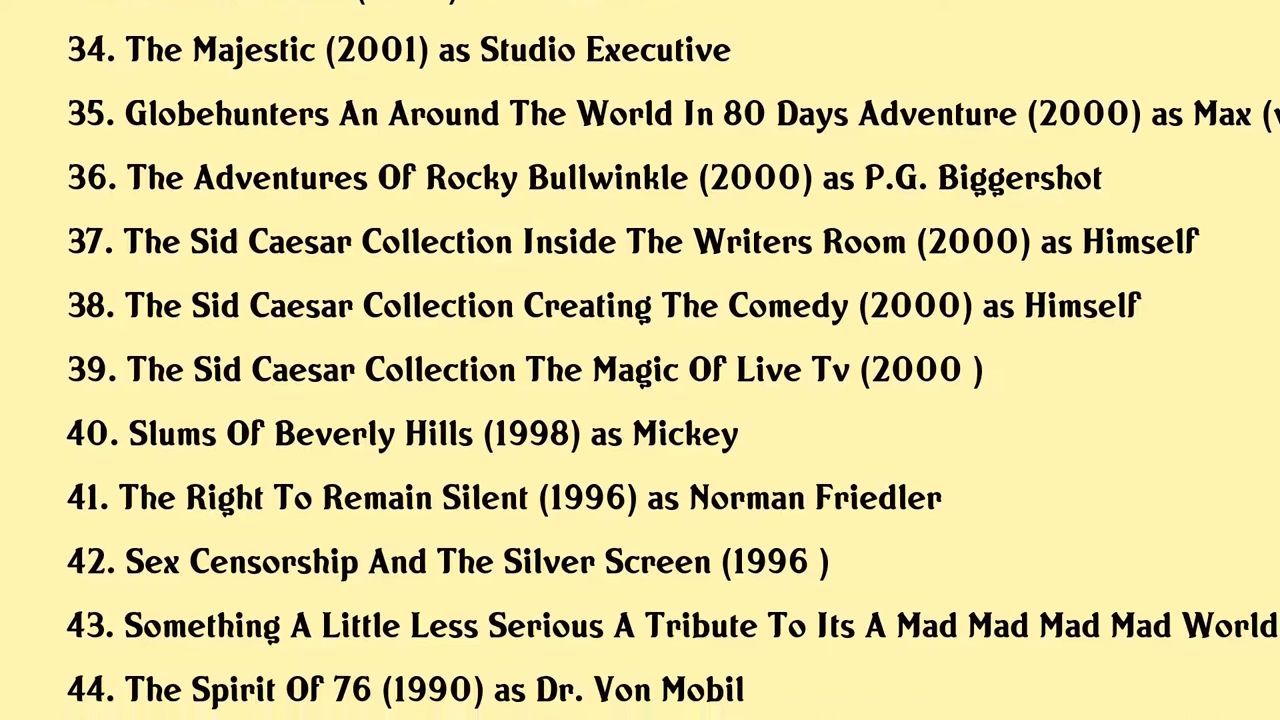 34. The Majestic (2001) as Studio Executive
35. Globehunters An Around The World In 80 Days Adventure (2000) as Max (
36. The Adventures Of Rocky Bullwinkle (2000) as P.G. Biggershot
37. The Sid Caesar Collection Inside The Writers Room (2000) as Himself
38. The Sid Caesar Collection Creating The Comedy (2000) as Himself
39. The Sid Caesar Collection The Magic Of Live Tv (2000 )
40. Slums Of Beverly Hills (1998) as Mickey
41. The Right To Remain Silent (1996) as Norman Friedler
42. Sex Censorship And The Silver Screen (1996 )
43. Something A Little Less Serious A Tribute To Its A Mad Mad Mad Mad World
44. The Spirit Of 76 (1990) as Dr. Von Mobil